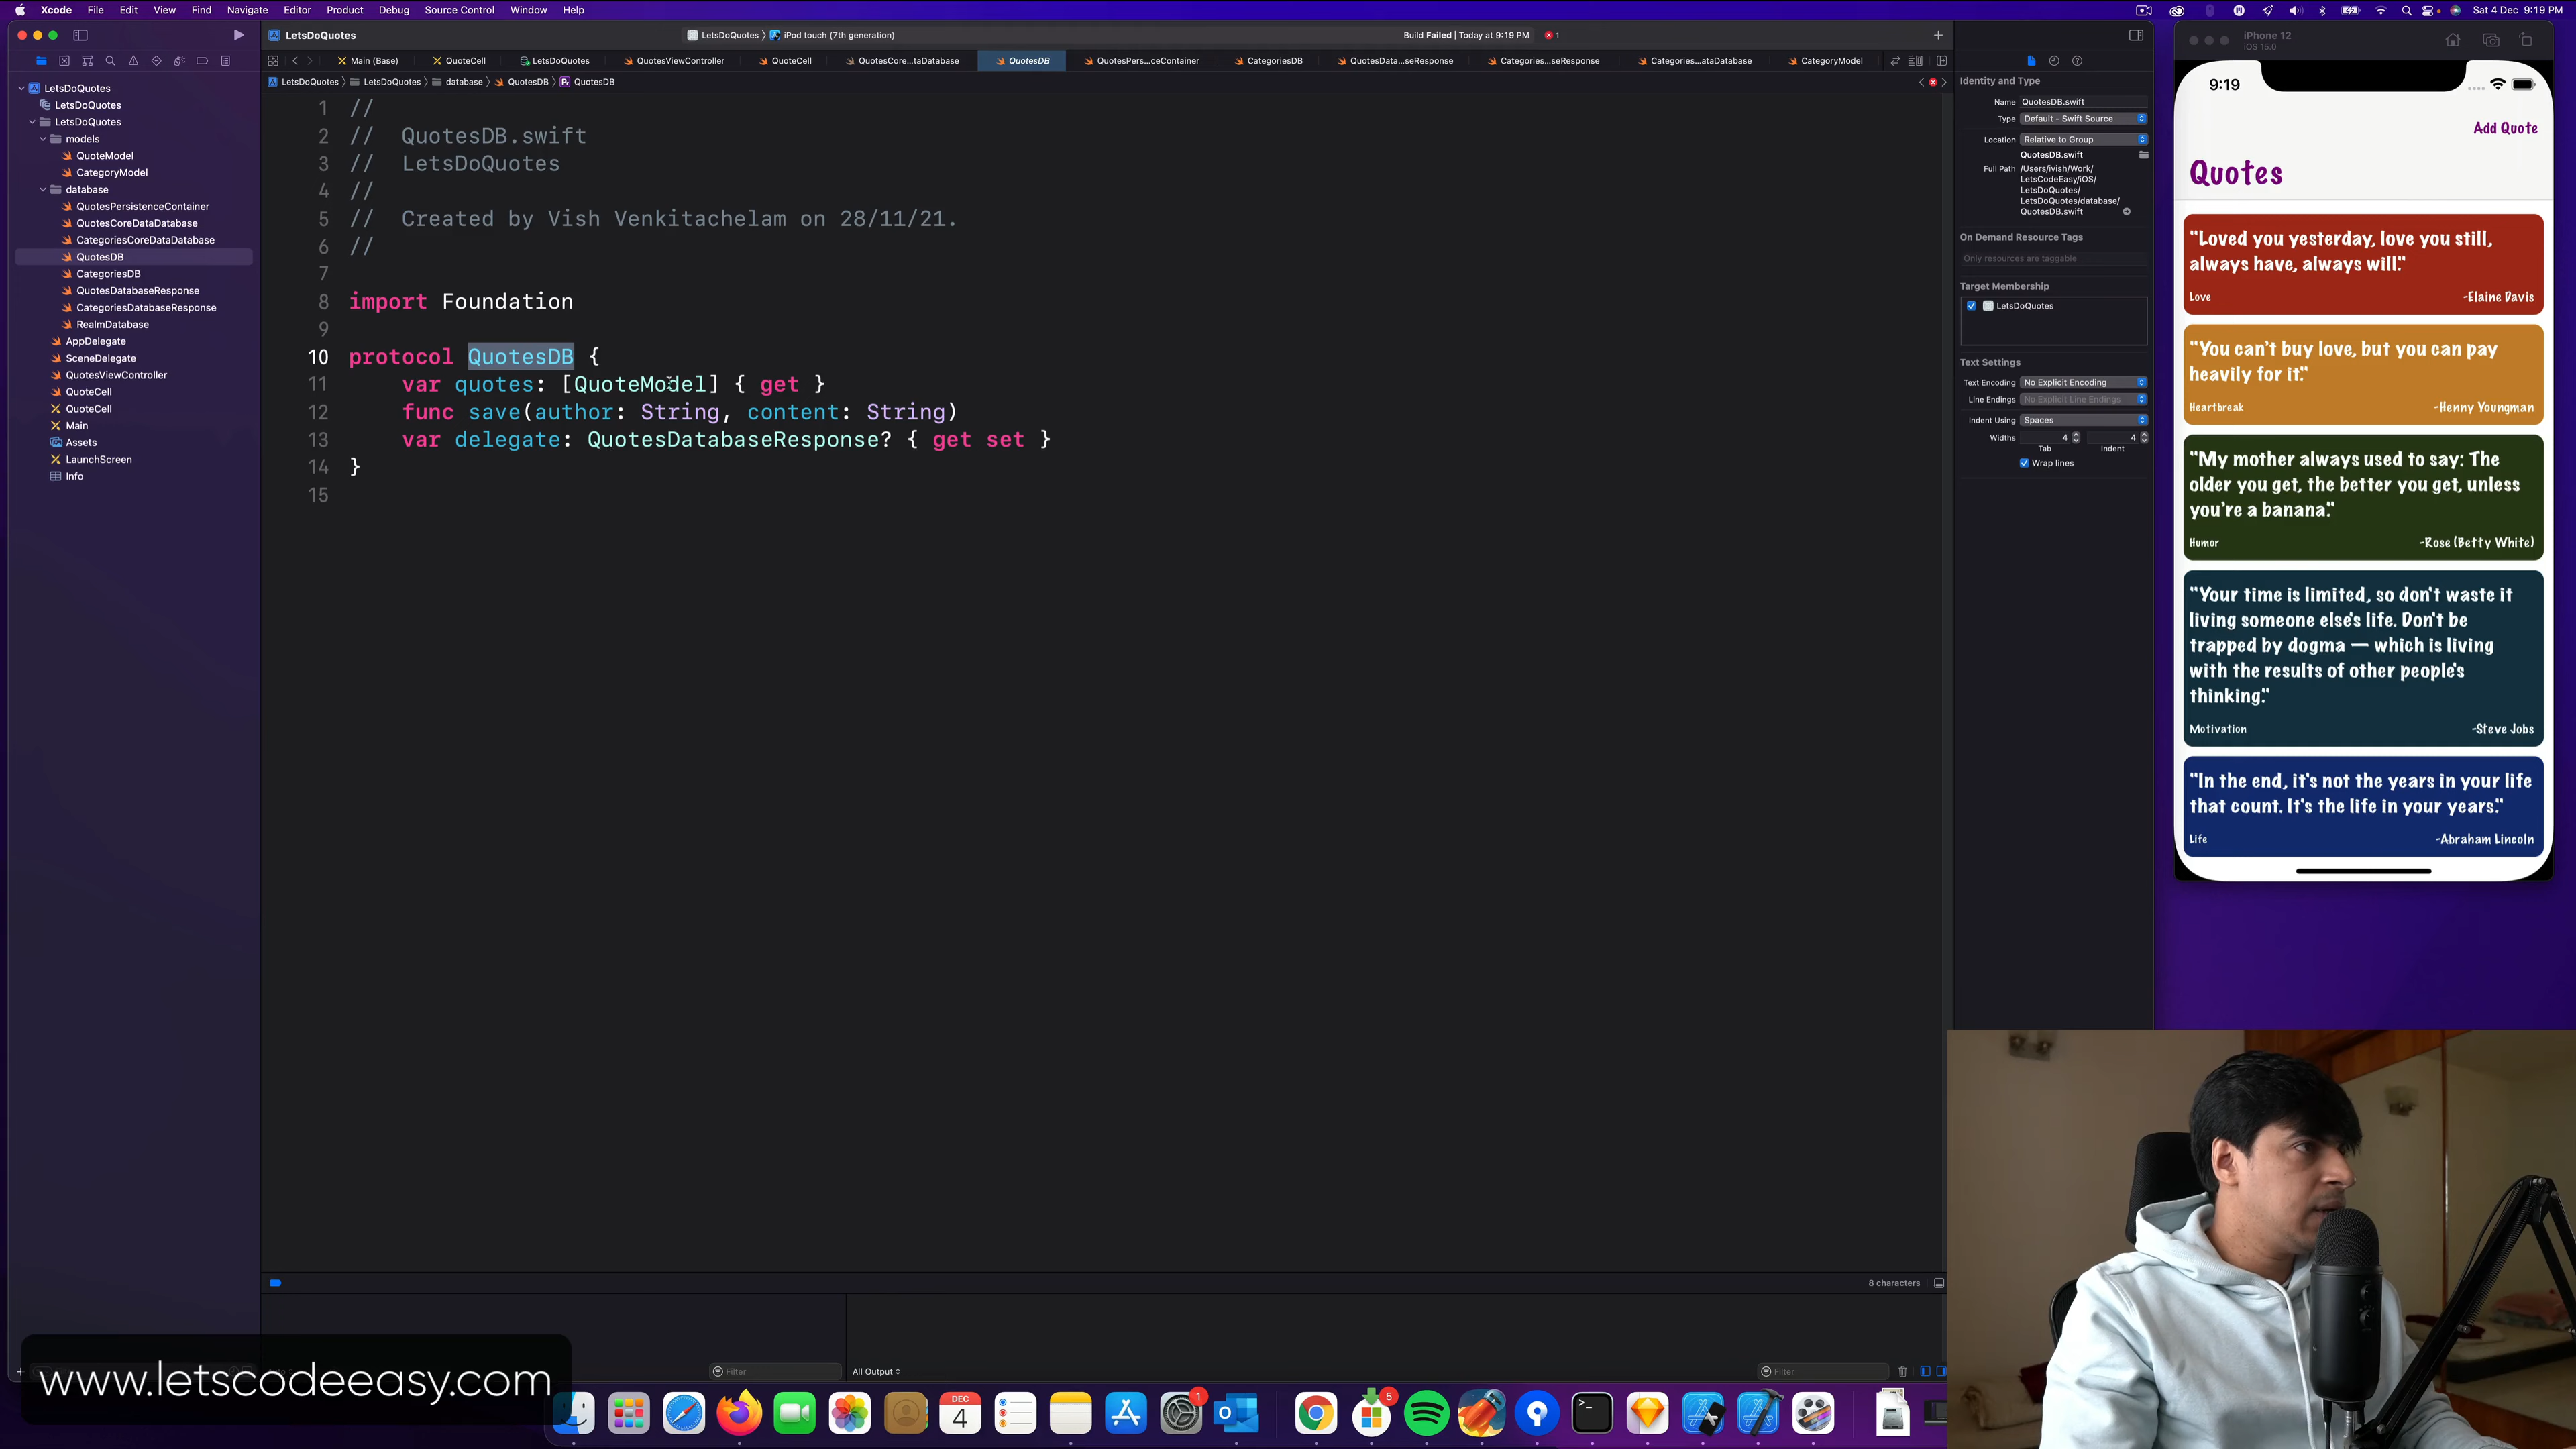 Xcode File Edit View Find Navigate Editor Product Debug Source Control Window Help
Sat 4 Dec 9:19 PM
LetsDoQuotes
LetsDoQuotes
iPod touch (7th generation)
Build Failed | Today at 9:19 PM
1
Main (Base)
QuoteCell
LetsDoQuotes
QuotesViewController
QuoteCell
QuotesCore...taDatabase
QuotesDB
QuotesPers...ceContainer
CategoriesDB
QuotesData...seResponse
Categories...seResponse
Categories...ataDatabase
CategoryModel
LetsDoQuotes
LetsDoQuotes
database
QuotesDB
QuotesDB
LetsDoQuotes
LetsDoQuotes
LetsDoQuotes
models
QuoteModel
CategoryModel
database
QuotesPersistenceContainer
QuotesCoreDataDatabase
CategoriesCoreDataDatabase
QuotesDB
CategoriesDB
QuotesDatabaseResponse
CategoriesDatabaseResponse
RealmDatabase
AppDelegate
SceneDelegate
QuotesViewController
QuoteCell
QuoteCell
Main
Assets
LaunchScreen
Info
1 //
2 // QuotesDB.swift
3 // LetsDoQuotes
4 //
5 // Created by Vish Venkitachelam on 28/11/21.
6 //
7
8 import Foundation
9
10 protocol QuotesDB {
11 var quotes: [QuoteModel] { get }
12 func save(author: String, content: String)
13 var delegate: QuotesDatabaseResponse? { get set }
14 }
15
Identity and Type
Name QuotesDB.swift
Type Default - Swift Source
Location Relative to Group
QuotesDB.swift
Full Path /Users/ivish/Work/
LetsCodeEasy/iOS/
LetsDoQuotes/
LetsDoQuotes/database/
QuotesDB.swift
On Demand Resource Tags
Only resources are taggable
Target Membership
LetsDoQuotes
Text Settings
Text Encoding No Explicit Encoding
Line Endings No Explicit Line Endings
Indent Using Spaces
Widths 4 4
Tab Indent
Wrap lines
iPhone 12
iOS 15.0
9:19
Add Quote
Quotes
"Loved you yesterday, love you still,
always have, always will."
Love -Elaine Davis
"You can't buy love, but you can pay
heavily for it."
Heartbreak -Henny Youngman
"My mother always used to say: The
older you get, the better you get, unless
you're a banana."
Humor -Rose (Betty White)
"Your time is limited, so don't waste it
living someone else's life. Don't be
trapped by dogma — which is living
with the results of other people's
thinking."
Motivation -Steve Jobs
"In the end, it's not the years in your life
that count. It's the life in your years."
Life -Abraham Lincoln
8 characters
Filter
All Output
Filter
www.letscodeeasy.com
DEC
4
1
5